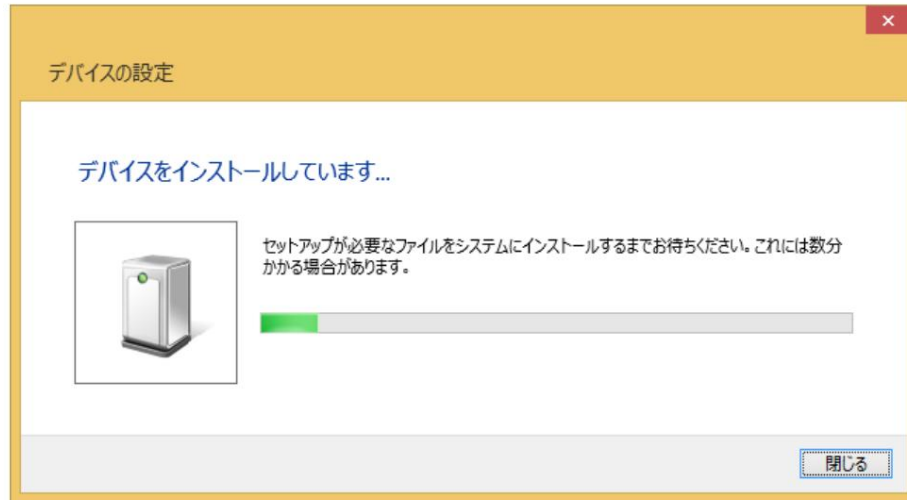 デバイスの設定
デバイスをインストールしています...
セットアップが必要なファイルをシステムにインストールするまでお待ちください。これには数分
かかる場合があります。
閉じる